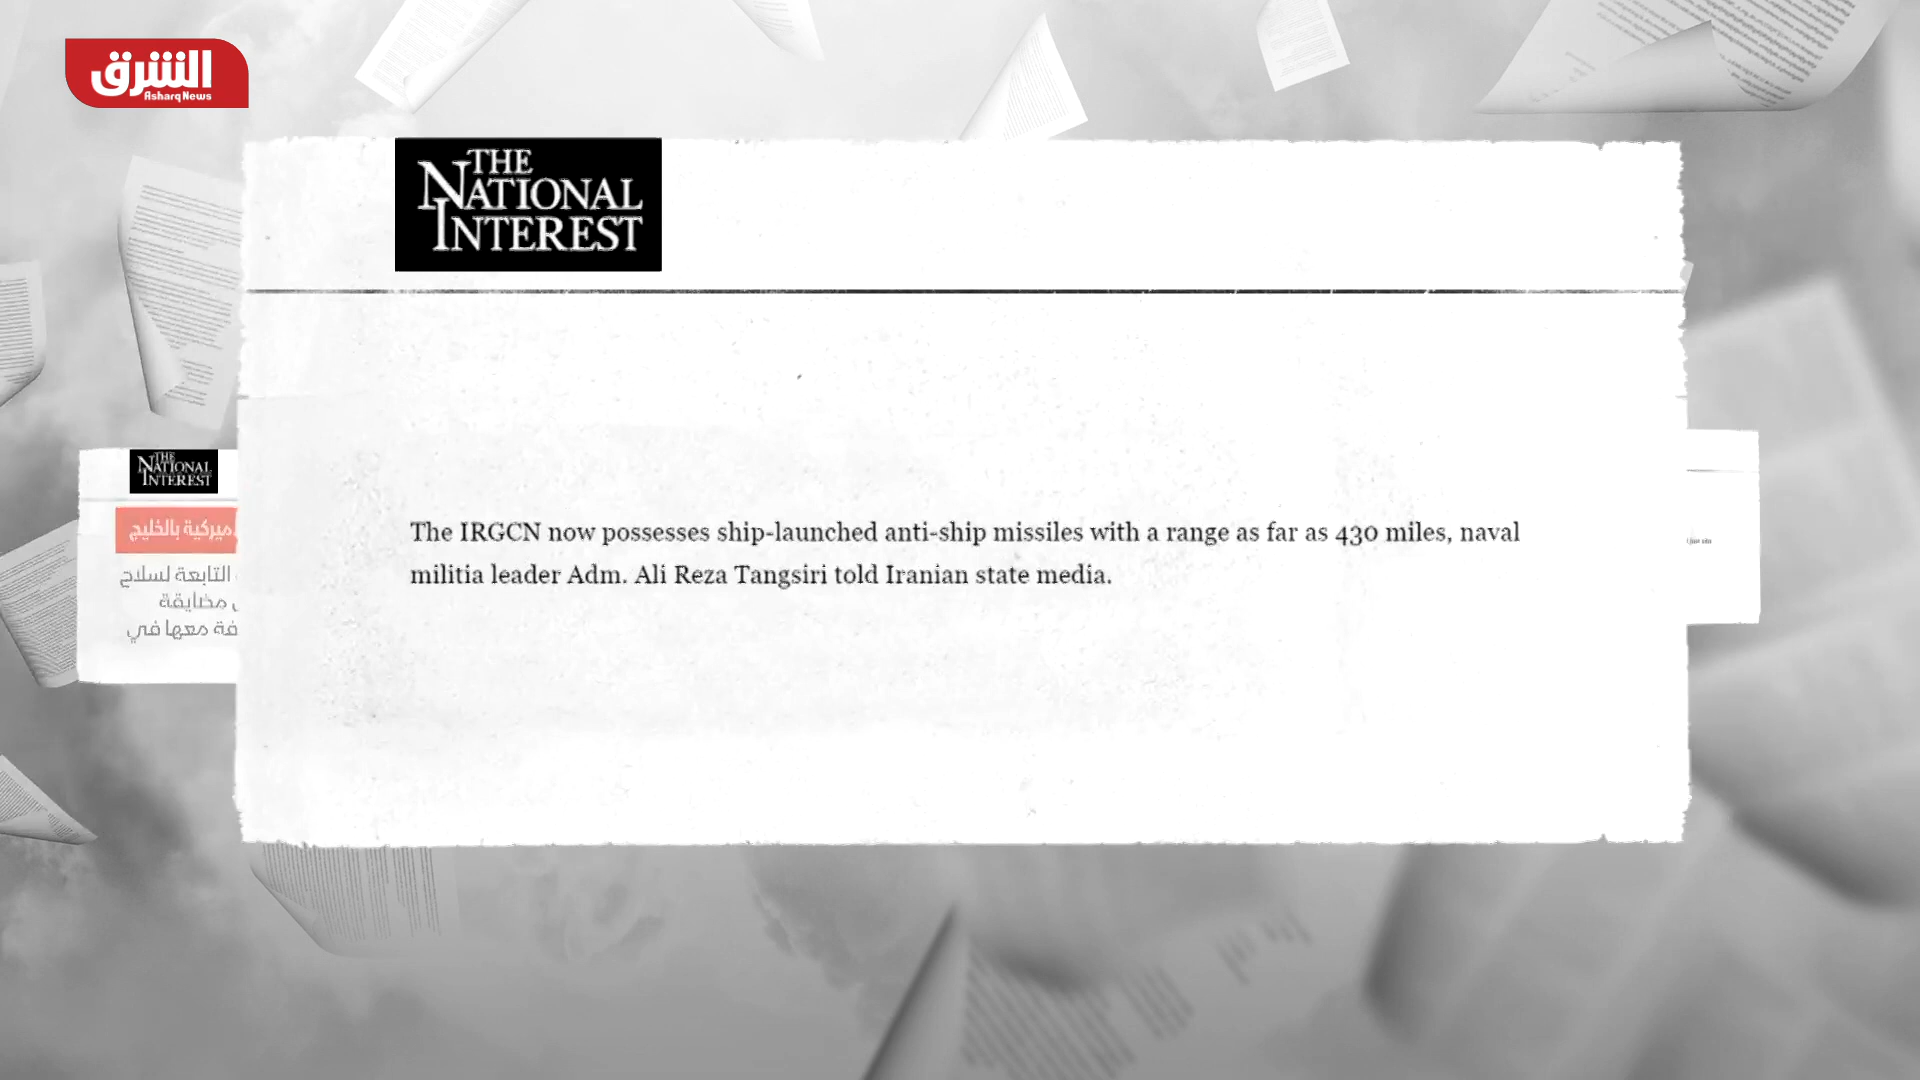 الشرق
Asharq News
THE
NATIONAL
INTEREST
The IRGCN now possesses ship-launched anti-ship missiles with a range as far as 430 miles, naval
militia leader Adm. Ali Reza Tangsiri told Iranian state media.
THE
NATIONAL
INTEREST
ميركية بالخليج
التابعة لسلاح
مضايقة
معها في